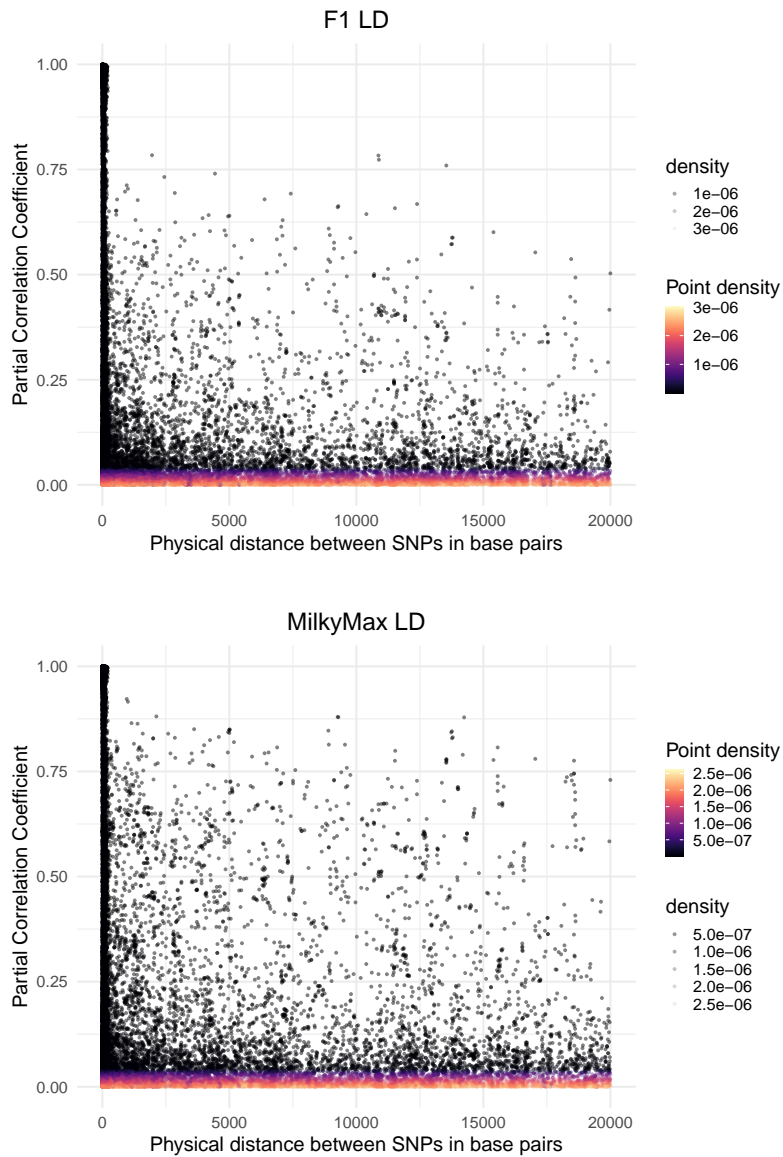 F1 LD
1.00
0.75
0.50
0.25
0.00
Partial Correlation Coefficient
0
5000
10000
15000
20000
Physical distance between SNPs in base pairs
density
1e−06
2e−06
3e−06
Point density
3e−06
2e−06
1e−06
MilkyMax LD
1.00
0.75
0.50
0.25
0.00
Partial Correlation Coefficient
0
5000
10000
15000
20000
Physical distance between SNPs in base pairs
Point density
2.5e−06
2.0e−06
1.5e−06
1.0e−06
5.0e−07
density
5.0e−07
1.0e−06
1.5e−06
2.0e−06
2.5e−06